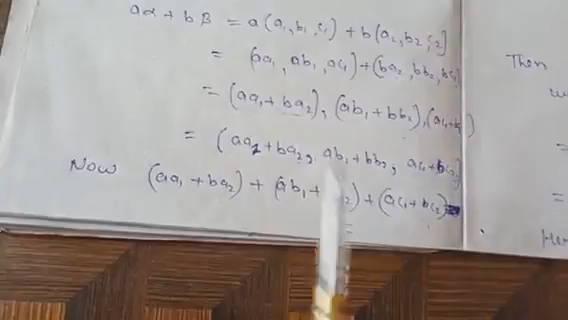 aα + bβ = a(a₁, b₁, c₁) + b(a₂, b₂, c₂]
= (aa₁, ab₁, ac₁) + (ba₂, bb₂, bc₂)
= (aa₁ + ba₂), (ab₁ + bb₂), (ac₁ +
= (aa₁ + ba₂, ab₁ + bb₂, ac₁ + bc₂]
Now (aa₁ + ba₂) + (ab₁ + ₂) + (ac₁ + bc₂)
=
Then
=
=